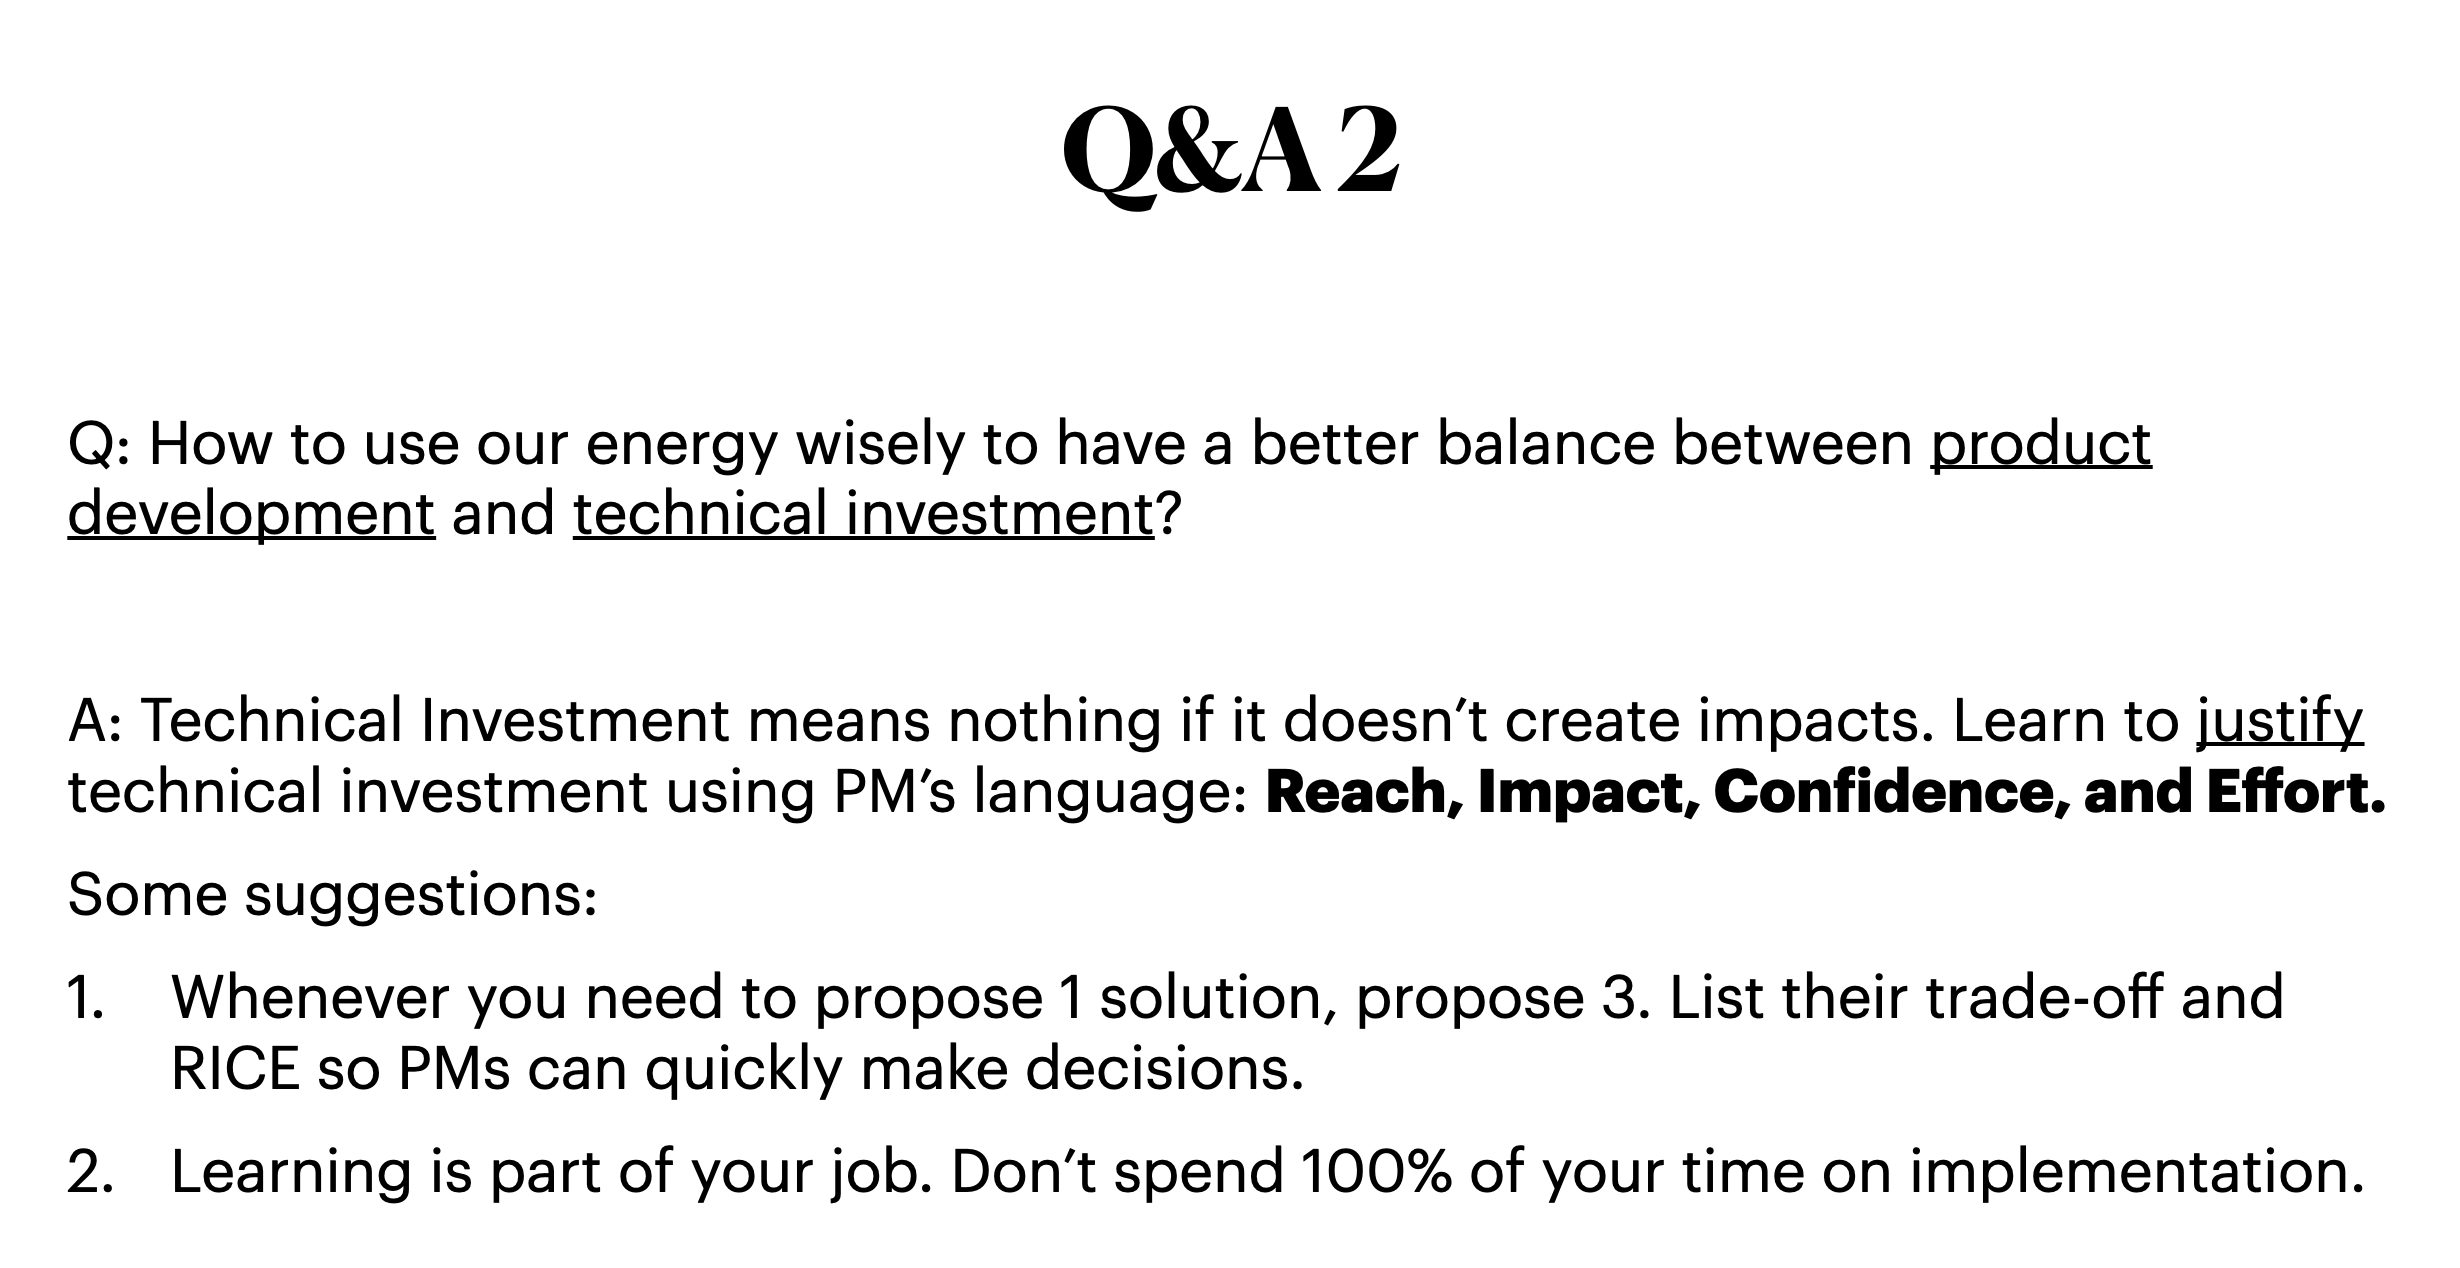 Q&A 2
Q: How to use our energy wisely to have a better balance between product
development and technical investment?
A: Technical Investment means nothing if it doesn’t create impacts. Learn to justify
technical investment using PM’s language: Reach, Impact, Confidence, and Effort.
Some suggestions:
1. Whenever you need to propose 1 solution, propose 3. List their trade-off and
RICE so PMs can quickly make decisions.
2. Learning is part of your job. Don’t spend 100% of your time on implementation.